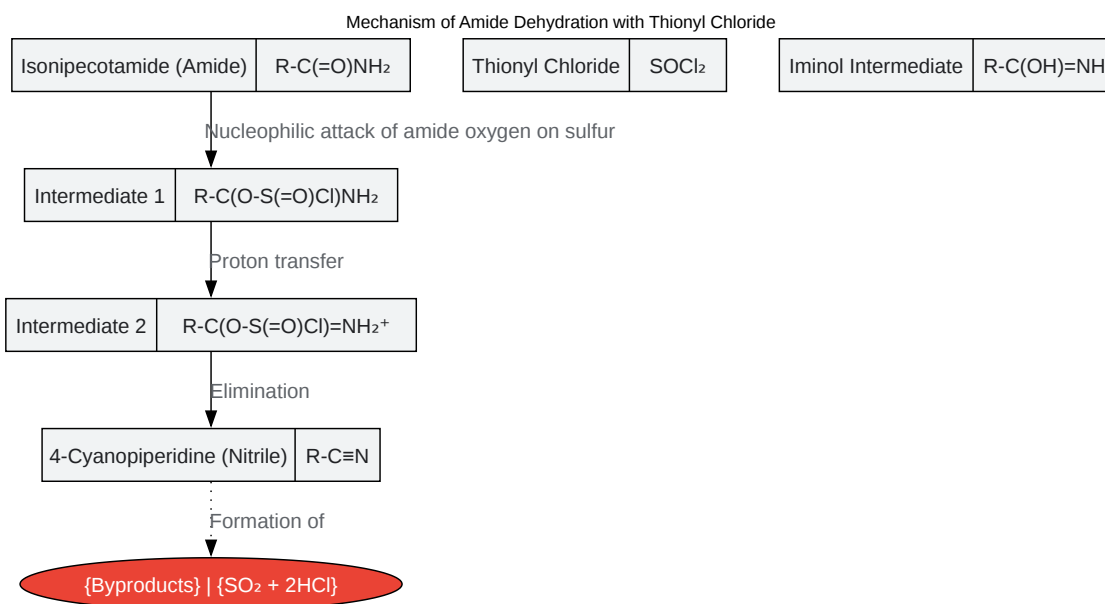 Mechanism of Amide Dehydration with Thionyl Chloride
Isonipecotamide (Amide) R-C(=O)NH₂ Thionyl Chloride SOCl₂ Iminol Intermediate R-C(OH)=NH
Nucleophilic attack of amide oxygen on sulfur
Intermediate 1 R-C(O-S(=O)Cl)NH₂
Proton transfer
Intermediate 2 R-C(O-S(=O)Cl)=NH₂⁺
Elimination
4-Cyanopiperidine (Nitrile) R-C≡N
Formation of
{Byproducts} | {SO₂ + 2HCl}